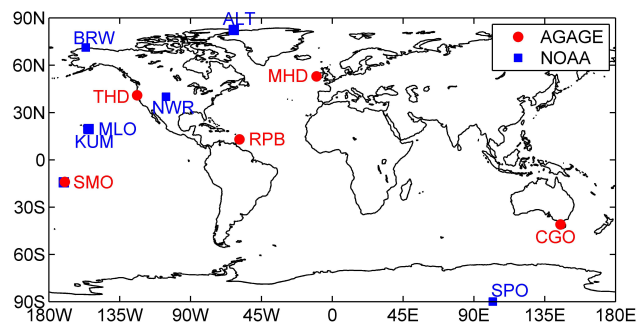 90N
ALT
BRW
AGAGE
NOAA
60N
MHD
THD
NWR
30N
MLO
KUM
RPB
0
SMO
30S
CGO
60S
SPO
90S
180W 135W 90W 45W 0 45E 90E 135E 180E